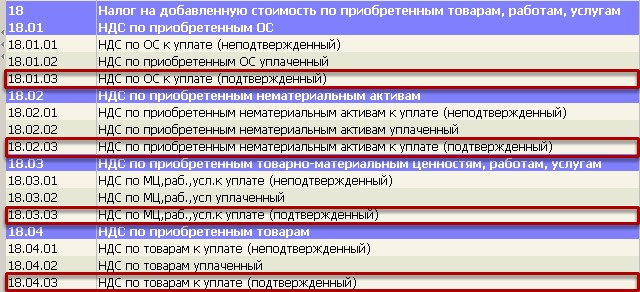 18 Налог на добавленную стоимость по приобретенным товарам, работам, услугам
18.01 НДС по приобретенным ОС
18.01.01 НДС по ОС к уплате (неподтвержденный)
18.01.02 НДС по приобретенным ОС уплаченный
18.01.03 НДС по ОС к уплате (подтвержденный)
18.02 НДС по приобретенным нематериальным активам
18.02.01 НДС по приобретенным нематериальным активам к уплате (неподтвержденный)
18.02.02 НДС по приобретенным нематериальным активам уплаченный
18.02.03 НДС по приобретенным нематериальным активам к уплате (подтвержденный)
18.03 НДС по приобретенным товарно-материальным ценностям, работам, услугам
18.03.01 НДС по МЦ,раб.,усл.к уплате (неподтвержденный)
18.03.02 НДС по МЦ,раб.,усл уплаченный
18.03.03 НДС по МЦ,раб.,усл.к уплате (подтвержденный)
18.04 НДС по приобретенным товарам
18.04.01 НДС по товарам к уплате (неподтвержденный)
18.04.02 НДС по товарам уплаченный
18.04.03 НДС по товарам к уплате (подтвержденный)